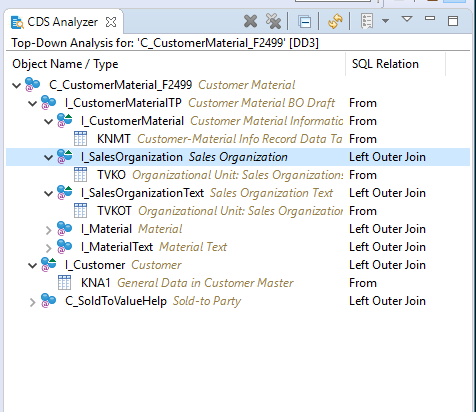 CDS Analyzer
Top-Down Analysis for: 'C_CustomerMaterial_F2499' [DD3]
Object Name / Type SQL Relation
C_CustomerMaterial_F2499 Customer Material
I_CustomerMaterialTP Customer Material BO Draft From
I_CustomerMaterial Customer Material Informatio From
KNMT Customer-Material Info Record Data Ta From
I_SalesOrganization Sales Organization Left Outer Join
TVKO Organizational Unit: Sales Organizations From
I_SalesOrganizationText Sales Organization Text Left Outer Join
TVKOT Organizational Unit: Sales Organization From
I_Material Material Left Outer Join
I_MaterialText Material Text Left Outer Join
I_Customer Customer Left Outer Join
KNA1 General Data in Customer Master From
C_SoldToValueHelp Sold-to Party Left Outer Join